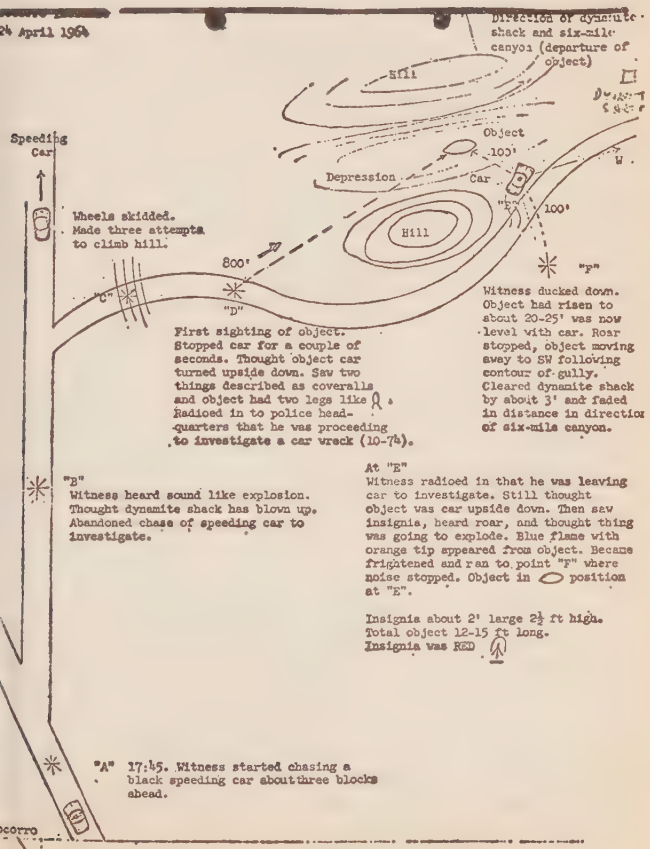 24 April 1964
Direction of dynamite
shack and six-mile
canyon (departure of
object)
Hill
Speeding
Car
Object
100'
Depression
Car
W
"E"
100'
Wheels skidded.
Made three attempts
to climb hill.
Hill
800'
"C"
"D"
"F"
First sighting of object.
Stopped car for a couple of
seconds. Thought object car
turned upside down. Saw two
things described as coveralls
and object had two legs like
Radioed in to police head-
quarters that he was proceeding
to investigate a car wreck (10-74).
Witness ducked down.
Object had risen to
about 20-25' was now
level with car. Roar
stopped, object moving
away to SW following
contour of gully.
Cleared dynamite shack
by about 3' and faded
in distance in direction
of six-mile canyon.
"B"
Witness heard sound like explosion.
Thought dynamite shack has blown up.
Abandoned chase of speeding car to
investigate.
At "E"
Witness radioed in that he was leaving
car to investigate. Still thought
object was car upside down. Then saw
insignia, heard roar, and thought thing
was going to explode. Blue flame with
orange tip appeared from object. Became
frightened and ran to point "F" where
noise stopped. Object in position
at "E".
Insignia about 2' large 2½ ft high.
Total object 12-15 ft long.
Insignia was RED
"A" 17:45. Witness started chasing a
black speeding car aboutthree blocks
ahead.
ocorro